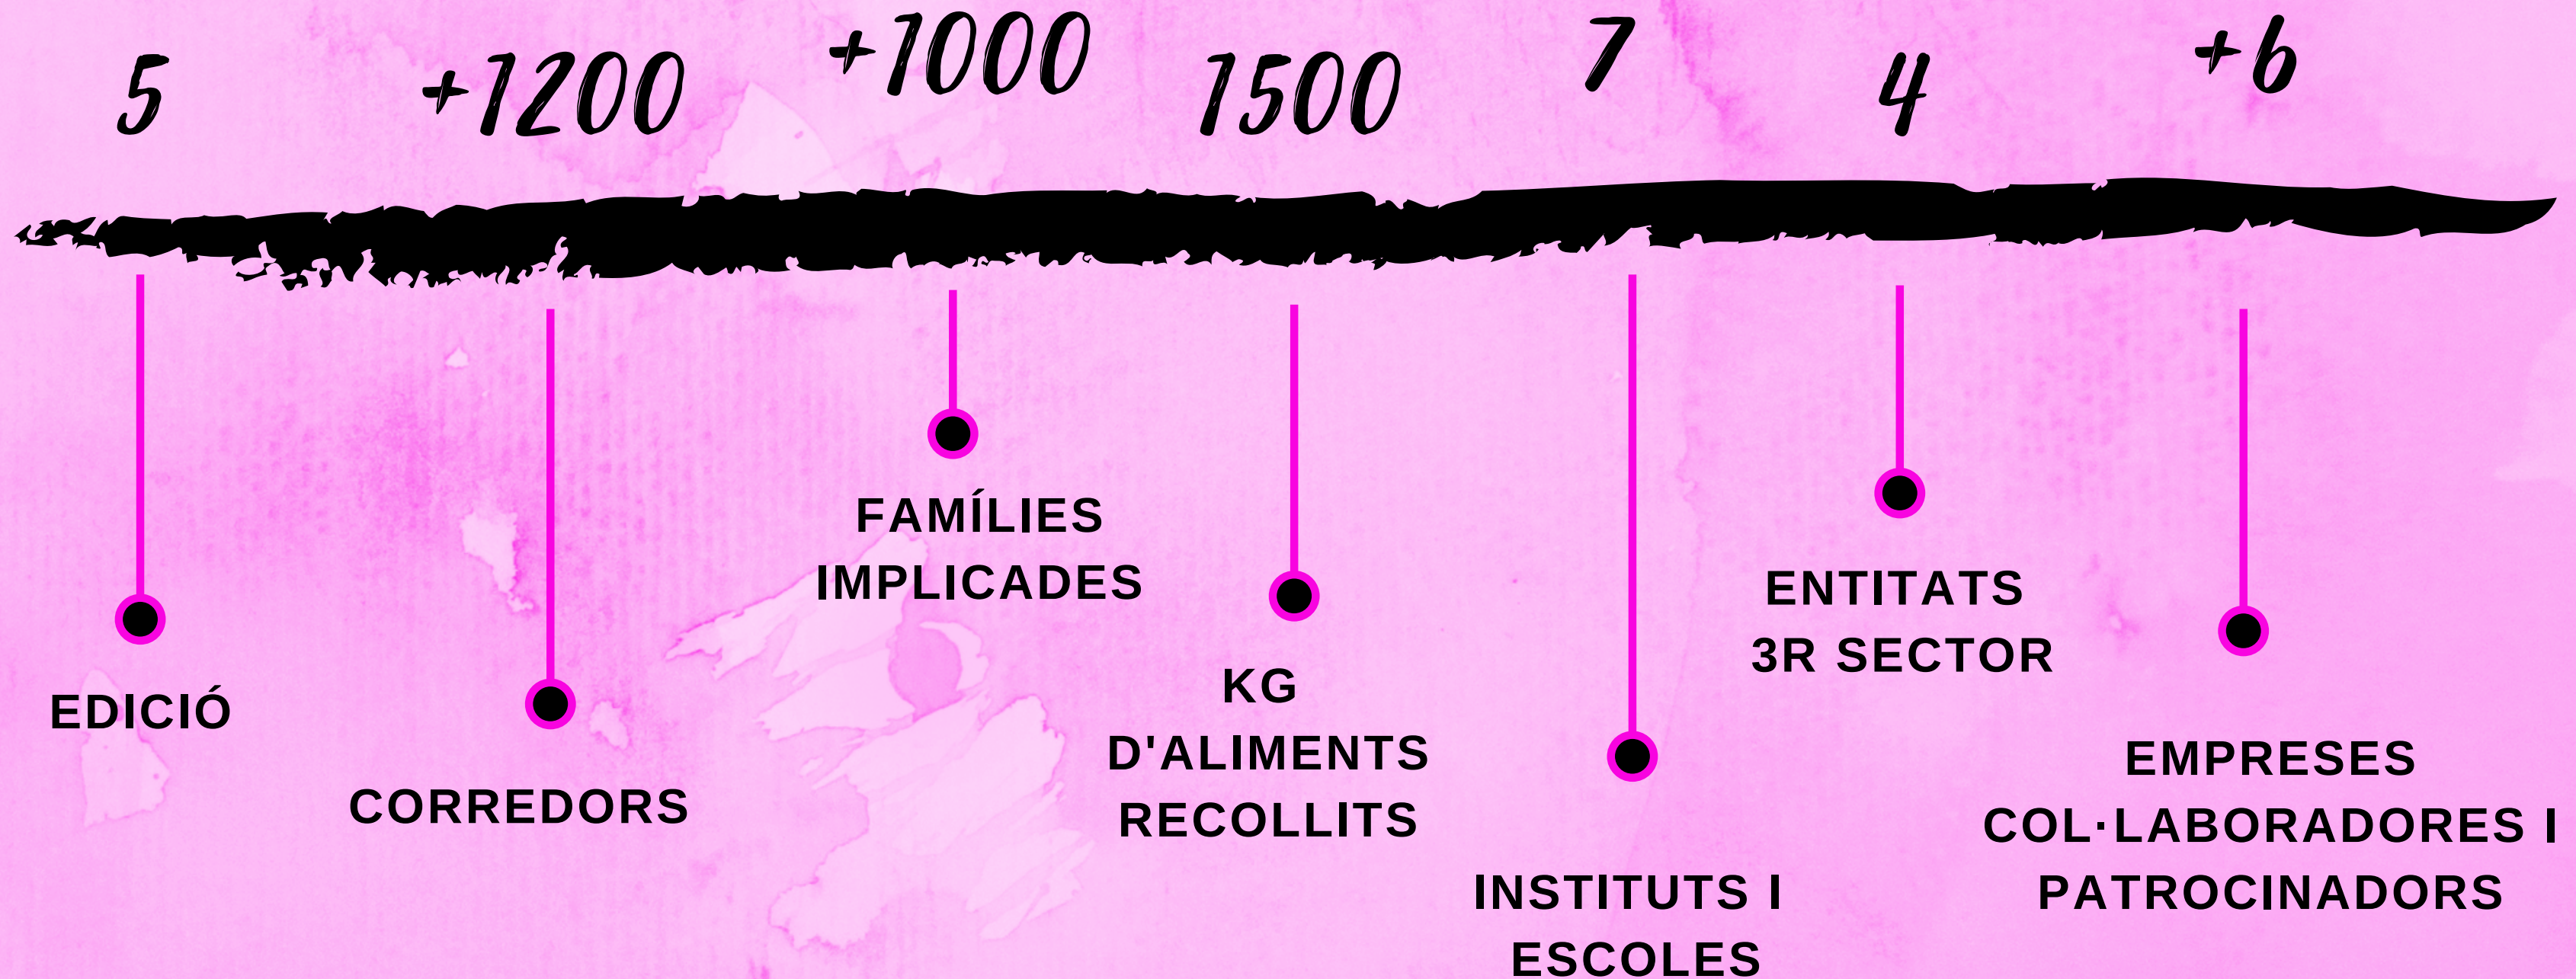 5
+1200
+1000
1500
7
4
+6
EDICIÓ
CORREDORS
FAMÍLIES
IMPLICADES
KG
D'ALIMENTS
RECOLLITS
INSTITUTS I
ESCOLES
ENTITATS
3R SECTOR
EMPRESES
COL·LABORADORES I
PATROCINADORS